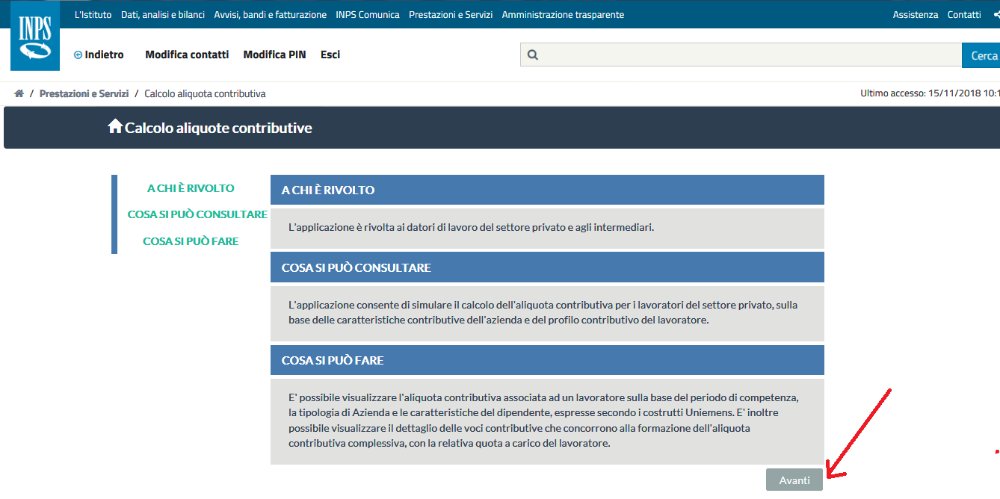 L'Istituto Dati, analisi e bilanci Avvisi, bandi e fatturazione INPS Comunica Prestazioni e Servizi Amministrazione trasparente Assistenza Contatti
INPS
Indietro Modifica contatti Modifica PIN Esci Cerca
/ Prestazioni e Servizi / Calcolo aliquota contributiva Ultimo accesso: 15/11/2018 10:1
Calcolo aliquote contributive
A CHI È RIVOLTO
COSA SI PUÒ CONSULTARE
COSA SI PUÒ FARE
A CHI È RIVOLTO
L'applicazione è rivolta ai datori di lavoro del settore privato e agli intermediari.
COSA SI PUÒ CONSULTARE
L'applicazione consente di simulare il calcolo dell'aliquota contributiva per i lavoratori del settore privato, sulla
base delle caratteristiche contributive dell'azienda e del profilo contributivo del lavoratore.
COSA SI PUÒ FARE
E' possibile visualizzare l'aliquota contributiva associata ad un lavoratore sulla base del periodo di competenza,
la tipologia di Azienda e le caratteristiche del dipendente, espresse secondo i costrutti Uniemens. E' inoltre
possibile visualizzare il dettaglio delle voci contributive che concorrono alla formazione dell'aliquota
contributiva complessiva, con la relativa quota a carico del lavoratore.
Avanti